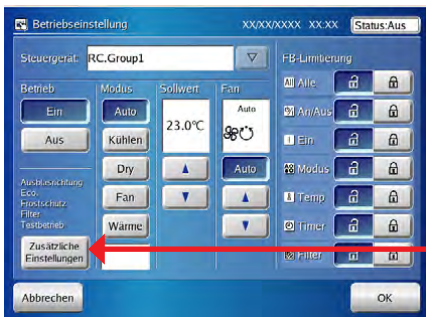 Betriebseinstellung XX/XX/XXXX XX:XX Status:Aus
Steuergerät: RC.Group1
FB-Limitierung
Betrieb Modus Sollwert Fan
Ein Auto 23.0°C Auto
Aus Kühlen
Dry Auto
Fan
Wärme
Ausblasrichtung
Eco.
Frostschutz
Filter
Testbetrieb
Zusätzliche
Einstellungen
All Alle
An/Aus
Ein
Modus
Temp
Timer
Filter
Abbrechen OK